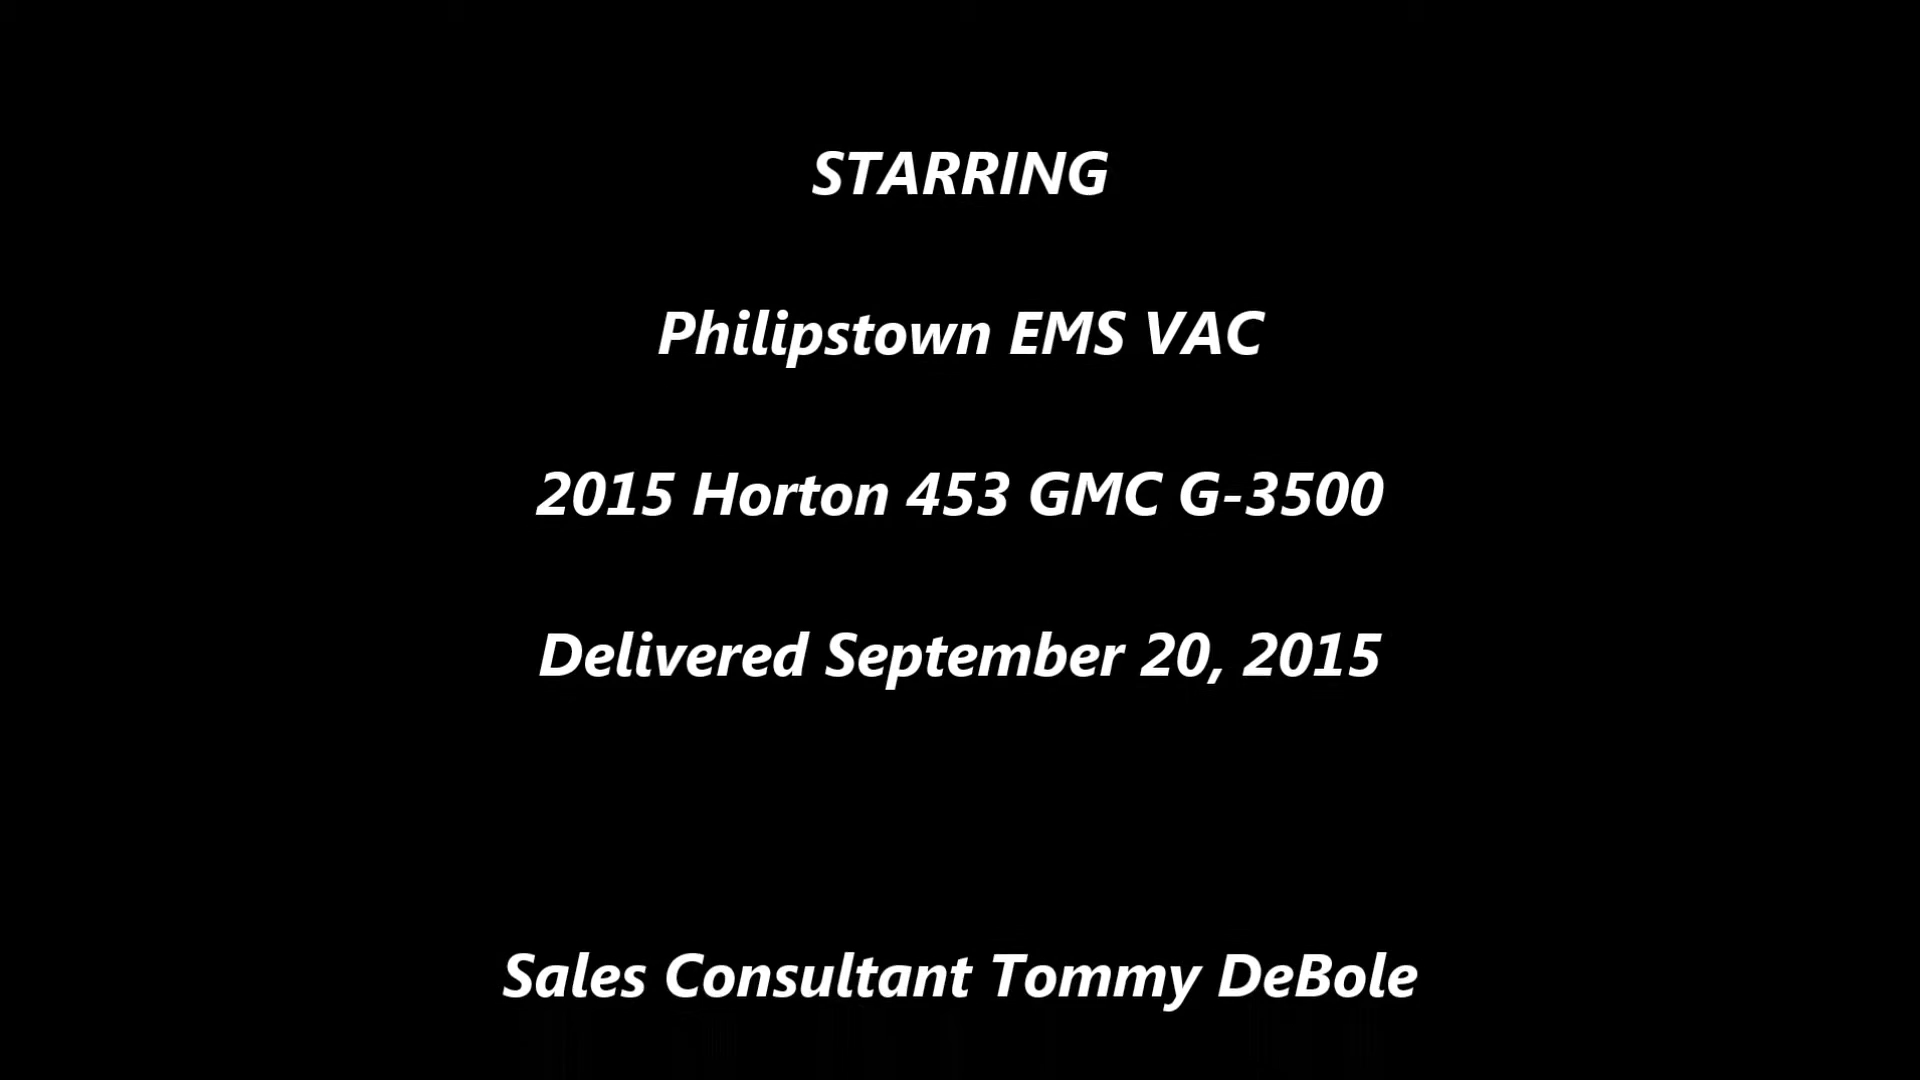 STARRING
Philipstown EMS VAC
2015 Horton 453 GMC G-3500
Delivered September 20, 2015
Sales Consultant Tommy DeBole